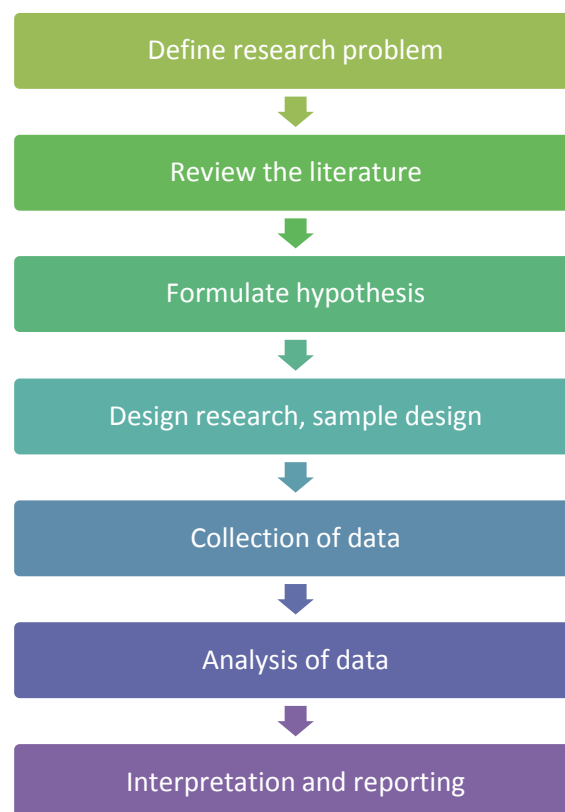 Define research problem
Review the literature
Formulate hypothesis
Design research, sample design
Collection of data
Analysis of data
Interpretation and reporting